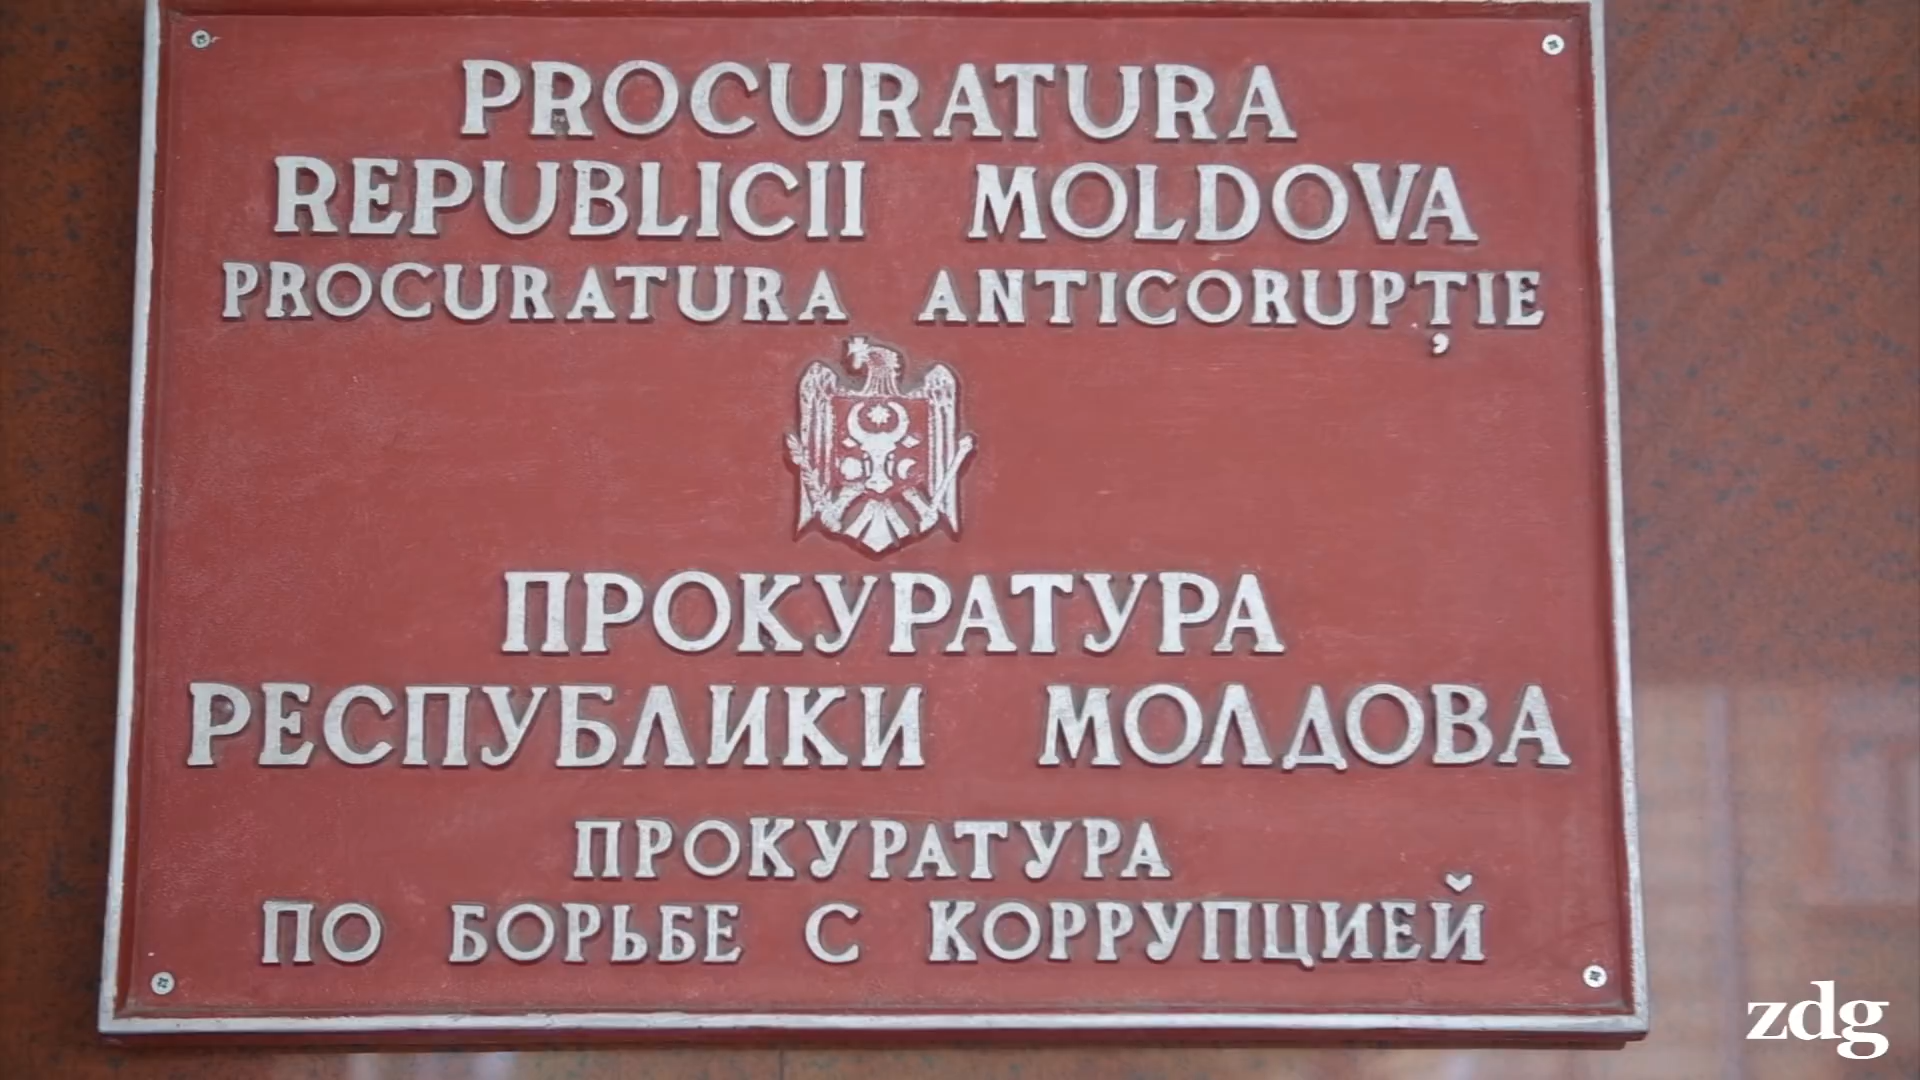 PROCURATURA
REPUBLICII MOLDOVA
PROCURATURA ANTICORUPȚIE
ПРОКУРАТУРА
РЕСПУБЛИКИ МОЛДОВА
ПРОКУРАТУРА
ПО БОРЬБЕ С КОРРУПЦИЕЙ
zdg